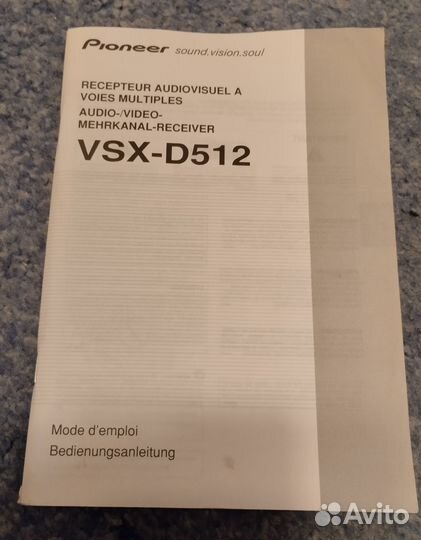 Pioneer sound.vision.soul
RECEPTEUR AUDIOVISUEL A
VOIES MULTIPLES
AUDIO-/VIDEO-
MEHRKANAL-RECEIVER
VSX-D512
Mode d'emploi
Bedienungsanleitung
Avito